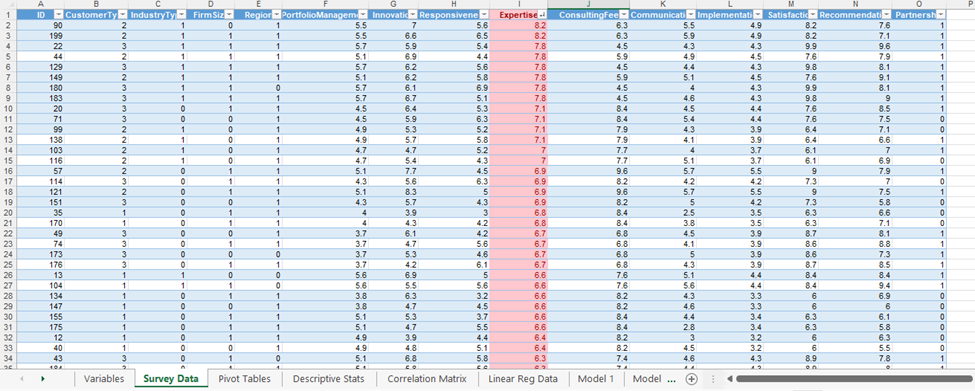 A B C D E F G H I J K L M N O P
1 ID CustomerTy IndustryTy FirmSiz Region PortfolioManagem Innovatio Responsivene Expertise ConsultingFee Communicati Implementati Satisfactio Recommendati Partnersh
2 90 2 1 1 1 5.5 7 5.6 8.2 6.3 5.5 4.9 8.2 7.6 1
3 199 2 1 1 1 5.5 6.6 6.5 8.2 6.3 5.9 4.9 8.2 7.1 1
4 22 3 1 1 1 5.7 5.9 5.4 7.8 4.5 4.3 4.3 9.9 9.6 1
5 44 2 1 1 1 5.1 6.9 4.4 7.8 5.9 4.9 4.5 7.6 7.9 1
6 129 3 1 1 1 5.7 6.2 5.6 7.8 4.5 4.4 4.3 9.8 8.1 1
7 149 2 1 1 1 5.1 6.2 5.8 7.8 5.9 5.1 4.5 7.6 9.1 1
8 180 3 1 1 0 5.7 6.1 6.9 7.8 4.5 4 4.3 9.9 8.8 1
9 183 3 1 1 1 5.7 6.7 5.1 7.8 4.5 4.6 4.3 9.8 9 1
10 20 3 0 1 1 4.5 6.4 5.3 7.1 8.4 4.5 4.4 7.6 8.5 1
11 71 3 0 0 1 4.5 5.9 6.3 7.1 8.4 5.4 4.4 7.6 7.5 0
12 99 2 1 0 1 4.9 5.3 5.2 7.1 7.9 4.3 3.9 6.4 7.1 0
13 138 2 1 0 1 4.9 5.7 5.8 7.1 7.9 4.1 3.9 6.4 6.6 1
14 103 2 1 0 1 4.7 4.7 5.2 7 7.7 4 3.7 6.1 7 1
15 116 2 1 0 1 4.7 5.4 4.3 7 7.7 5.1 3.7 6.1 6.9 0
16 57 2 0 1 1 5.1 7.7 4.5 6.9 9.6 5.7 5.5 9 7.9 1
17 114 3 0 1 1 4.3 5.6 6.3 6.9 8.2 4.2 4.2 7.3 7 0
18 121 2 0 1 1 5.1 8.3 5 6.9 9.6 5.7 5.5 9 7.5 1
19 151 3 0 0 1 4.3 5.7 4.3 6.9 8.2 5 4.2 7.3 5.8 0
20 35 1 0 0 1 4 3.9 3 6.8 8.4 2.5 3.5 6.3 6.6 0
21 170 1 0 0 1 4 4.3 4.2 6.8 8.4 3.8 3.5 6.3 7.1 0
22 49 3 0 0 1 3.7 6.1 4.2 6.7 6.8 4.5 3.9 8.7 8.1 1
23 74 3 0 1 1 3.7 4.7 5.6 6.7 6.8 4.1 3.9 8.6 8.8 1
24 173 3 0 0 0 3.7 5.3 4.6 6.7 6.8 5 3.9 8.6 7.3 1
25 176 3 0 1 1 3.7 4.2 6.1 6.7 6.8 4.3 3.9 8.7 8.5 1
26 13 1 1 0 0 5.6 6.9 5 6.6 7.6 5.1 4.4 8.4 8.4 1
27 104 1 1 0 1 5.6 5.5 5.6 6.6 7.6 5.6 4.4 8.4 9.4 1
28 134 1 0 0 1 3.8 6.3 3.2 6.6 8.2 4.3 3.3 6 6.9 0
29 147 1 0 0 0 3.8 4.7 4.5 6.6 8.2 4.6 3.3 6 6 0
30 155 1 0 1 1 5.1 5.3 3.7 6.6 8.4 4.4 3.4 6.3 6.1 0
31 175 1 0 1 1 5.1 4.7 5.5 6.6 8.4 2.8 3.4 6.3 5.8 0
32 12 1 0 1 1 4.9 3.9 4.4 6.4 8.2 3 3.2 6 6.3 0
33 40 1 0 0 1 4.9 4.8 5.1 6.4 8.2 4.5 3.2 6 5.5 0
34 43 3 0 1 0 5.1 6.8 5.8 6.3 7.4 4.6 4.3 8.9 7.8 1
Variables Survey Data Pivot Tables Descriptive Stats Correlation Matrix Linear Reg Data Model 1 Model ...